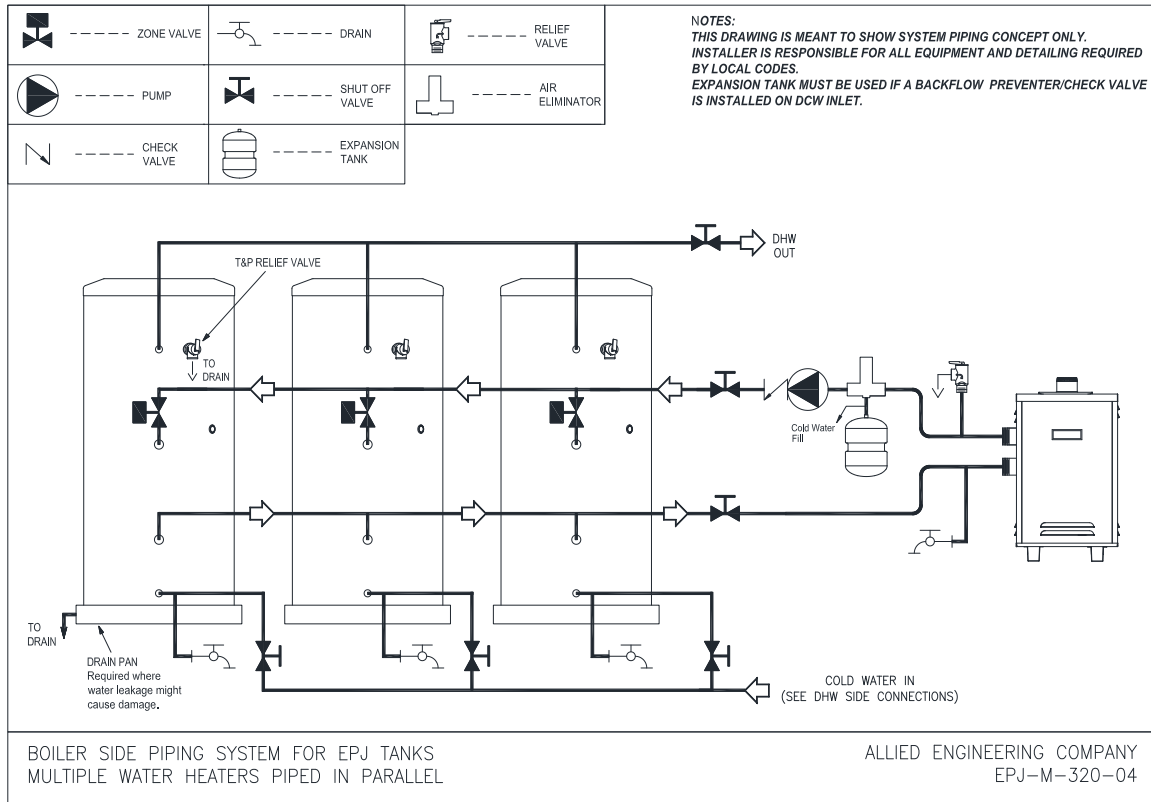 ZONE VALVE
DRAIN
RELIEF
VALVE
PUMP
SHUT OFF
VALVE
AIR
ELIMINATOR
CHECK
VALVE
EXPANSION
TANK
NOTES:
THIS DRAWING IS MEANT TO SHOW SYSTEM PIPING CONCEPT ONLY.
INSTALLER IS RESPONSIBLE FOR ALL EQUIPMENT AND DETAILING REQUIRED
BY LOCAL CODES.
EXPANSION TANK MUST BE USED IF A BACKFLOW PREVENTER/CHECK VALVE
IS INSTALLED ON DCW INLET.
DHW
OUT
T&P RELIEF VALVE
TO
DRAIN
Cold Water
Fill
TO
DRAIN
DRAIN PAN
Required where
water leakage might
cause damage.
COLD WATER IN
(SEE DHW SIDE CONNECTIONS)
BOILER SIDE PIPING SYSTEM FOR EPJ TANKS
MULTIPLE WATER HEATERS PIPED IN PARALLEL
ALLIED ENGINEERING COMPANY
EPJ-M-320-04